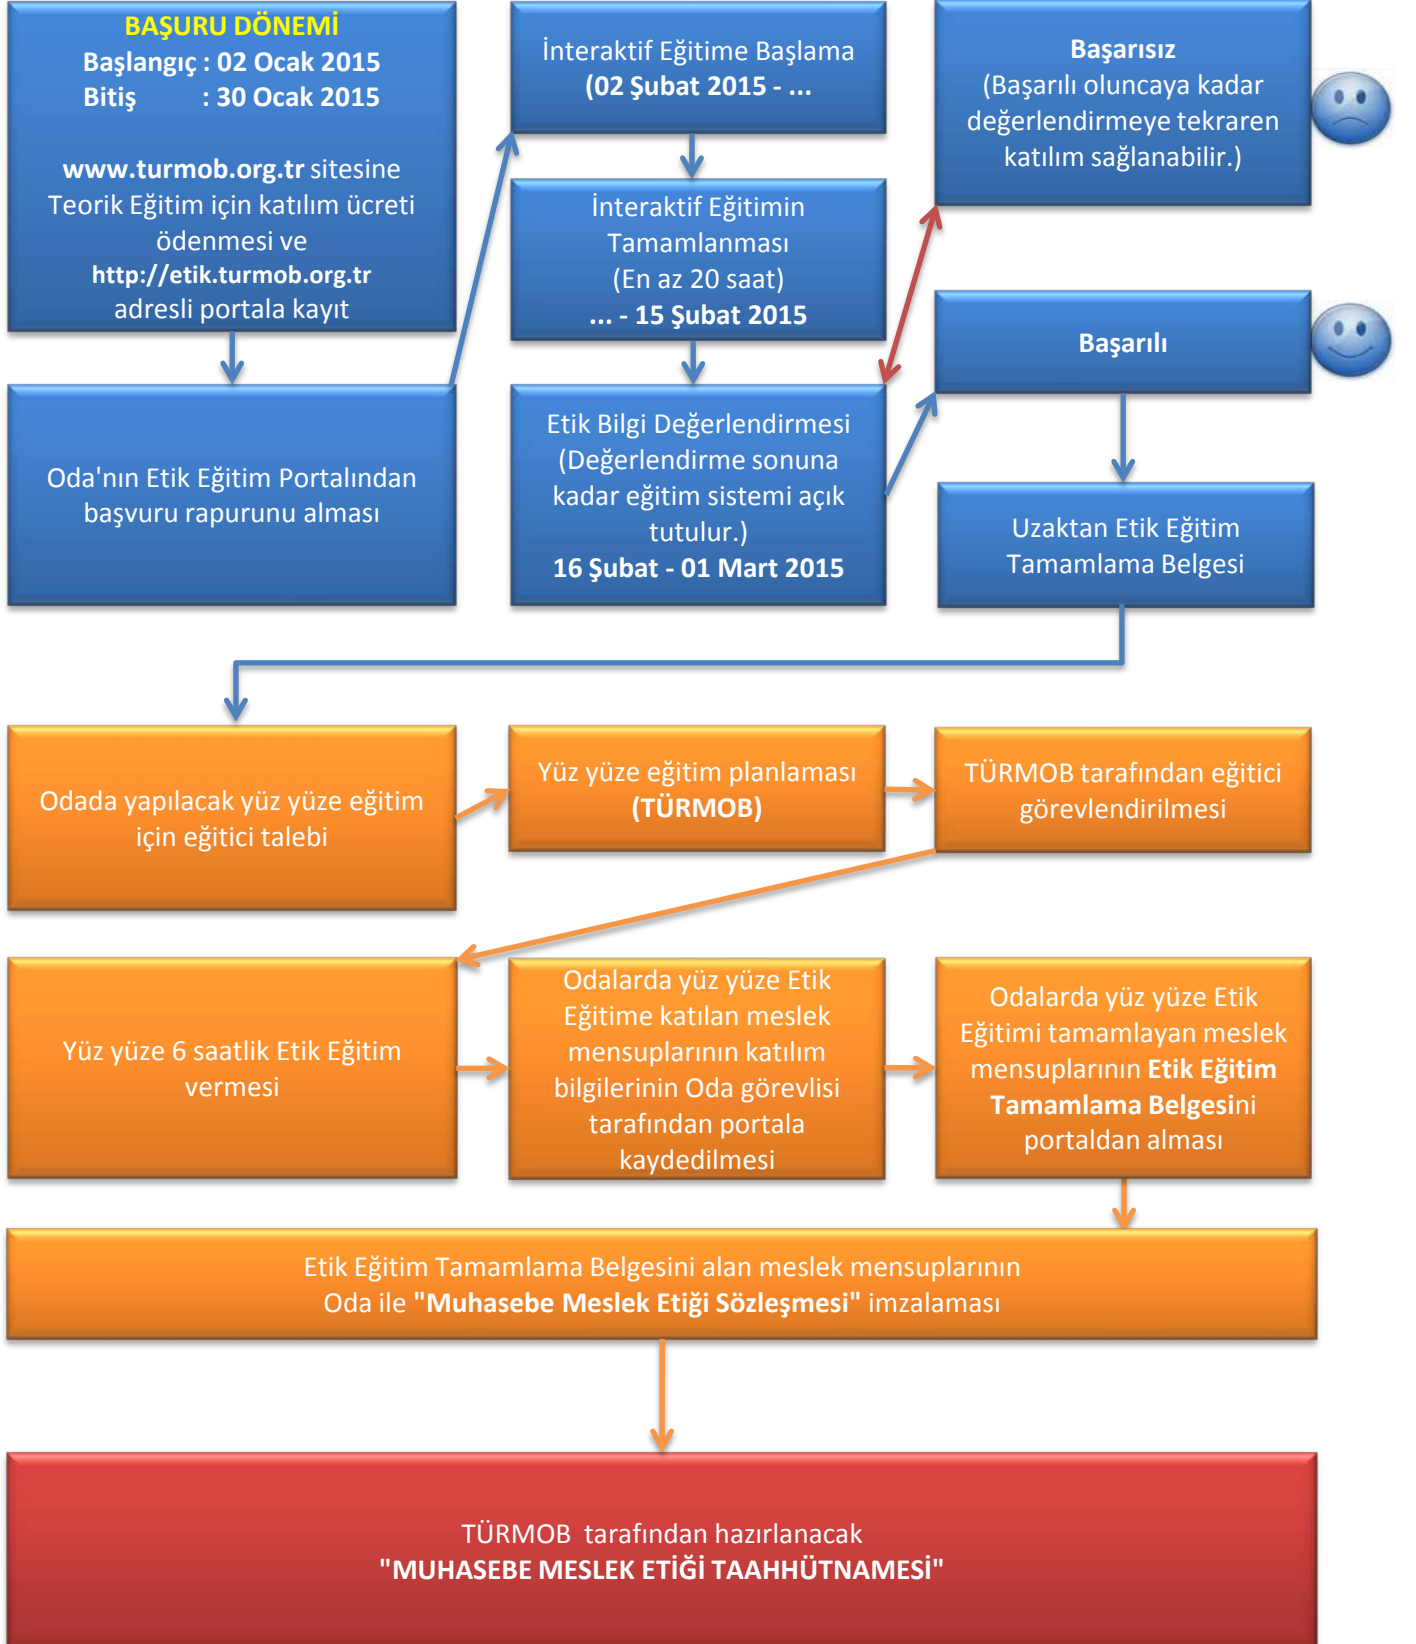 BAŞURU DÖNEMİ
Başlangıç : 02 Ocak 2015
Bitiş : 30 Ocak 2015
www.turmob.org.tr sitesine
Teorik Eğitim için katılım ücreti
ödenmesi ve
http://etik.turmob.org.tr
adresli portala kayıt
Oda'nın Etik Eğitim Portalından
başvuru rapurunu alması
İnteraktif Eğitime Başlama
(02 Şubat 2015 - ...
İnteraktif Eğitimin
Tamamlanması
(En az 20 saat)
... - 15 Şubat 2015
Etik Bilgi Değerlendirmesi
(Değerlendirme sonuna
kadar eğitim sistemi açık
tutulur.)
16 Şubat - 01 Mart 2015
Başarısız
(Başarılı oluncaya kadar
değerlendirmeye tekraren
katılım sağlanabilir.)
Başarılı
Uzaktan Etik Eğitim
Tamamlama Belgesi
Odada yapılacak yüz yüze eğitim
için eğitici talebi
Yüz yüze eğitim planlaması
(TÜRMOB)
TÜRMOB tarafından eğitici
görevlendirilmesi
Yüz yüze 6 saatlik Etik Eğitim
vermesi
Odalarda yüz yüze Etik
Eğitime katılan meslek
mensuplarının katılım
bilgilerinin Oda görevlisi
tarafından portala
kaydedilmesi
Odalarda yüz yüze Etik
Eğitimi tamamlayan meslek
mensuplarının Etik Eğitim
Tamamlama Belgesini
portaldan alması
Etik Eğitim Tamamlama Belgesini alan meslek mensuplarının
Oda ile "Muhasebe Meslek Etiği Sözleşmesi" imzalaması
TÜRMOB tarafından hazırlanacak
"MUHASEBE MESLEK ETİĞİ TAAHHÜTNAMESİ"